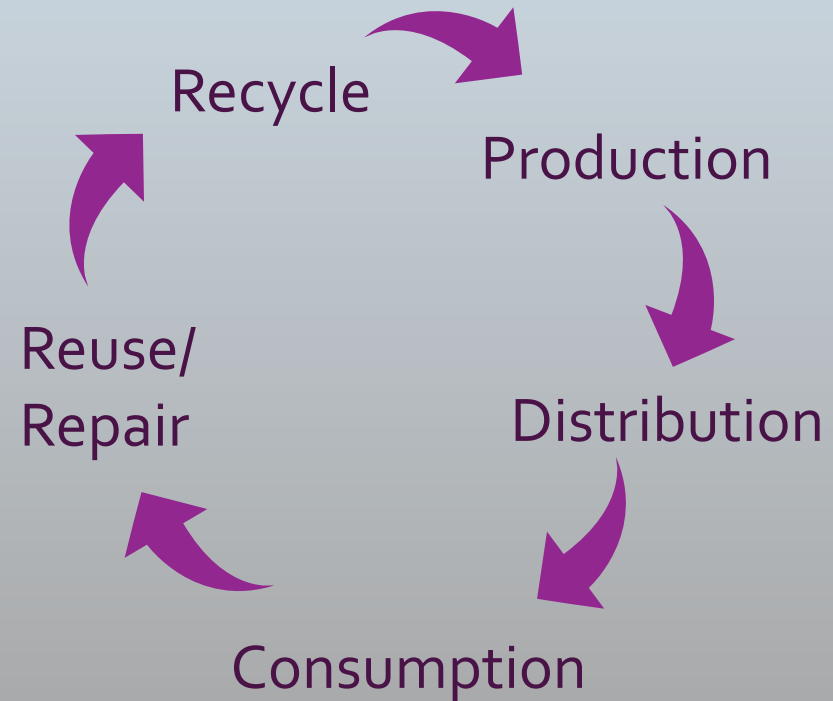 Recycle
Production
Reuse/
Repair
Distribution
Consumption